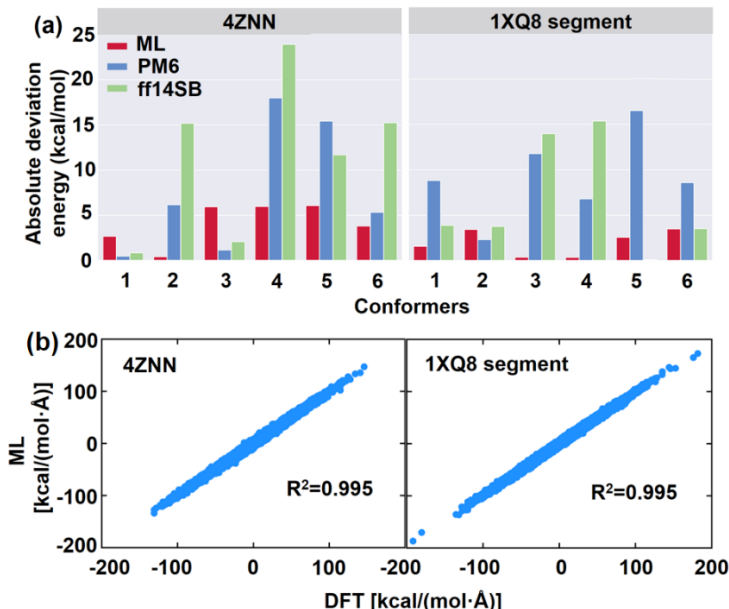 (a)
4ZNN
1XQ8 segment
ML
PM6
ff14SB
Absolute deviation
energy (kcal/mol)
25
20
15
10
5
0
1 2 3 4 5 6
1 2 3 4 5 6
Conformers
(b)
4ZNN
1XQ8 segment
ML
[kcal/(mol·Å)]
200
100
0
-100
-200
R²=0.995
R²=0.995
-200 -100 0 100 -200 -100 0 100 200
DFT [kcal/(mol·Å)]